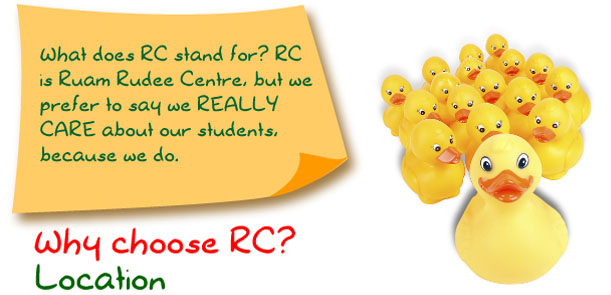 What does RC stand for? RC
is Ruam Rudee Centre, but we
prefer to say we REALLY
CARE about our students,
because we do.
Why choose RC?
Location